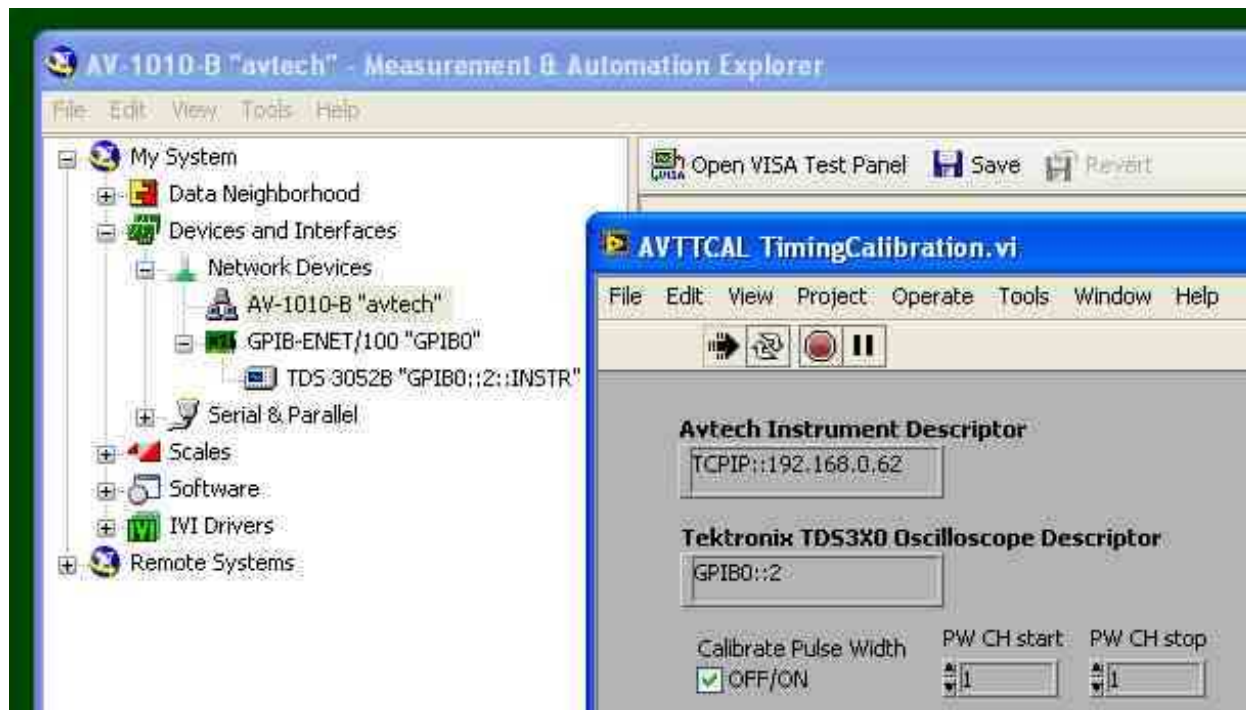 AV-1010-B "avtech" - Measurement & Automation Explorer
File Edit View Tools Help
My System
Data Neighborhood
Devices and Interfaces
Network Devices
AV-1010-B "avtech"
GPIB-ENET/100 "GPIB0"
TDS 3052B "GPIB0::2::INSTR"
Serial & Parallel
Scales
Software
IVI Drivers
Remote Systems
Open VISA Test Panel Save Revert
AVTTCAL TimingCalibration.vi
File Edit View Project Operate Tools Window Help
Avtech Instrument Descriptor
TCPIP::192.168.0.62
Tektronix TDS3X0 Oscilloscope Descriptor
GPIB0::2
Calibrate Pulse Width PW CH start PW CH stop
OFF/ON 1 1